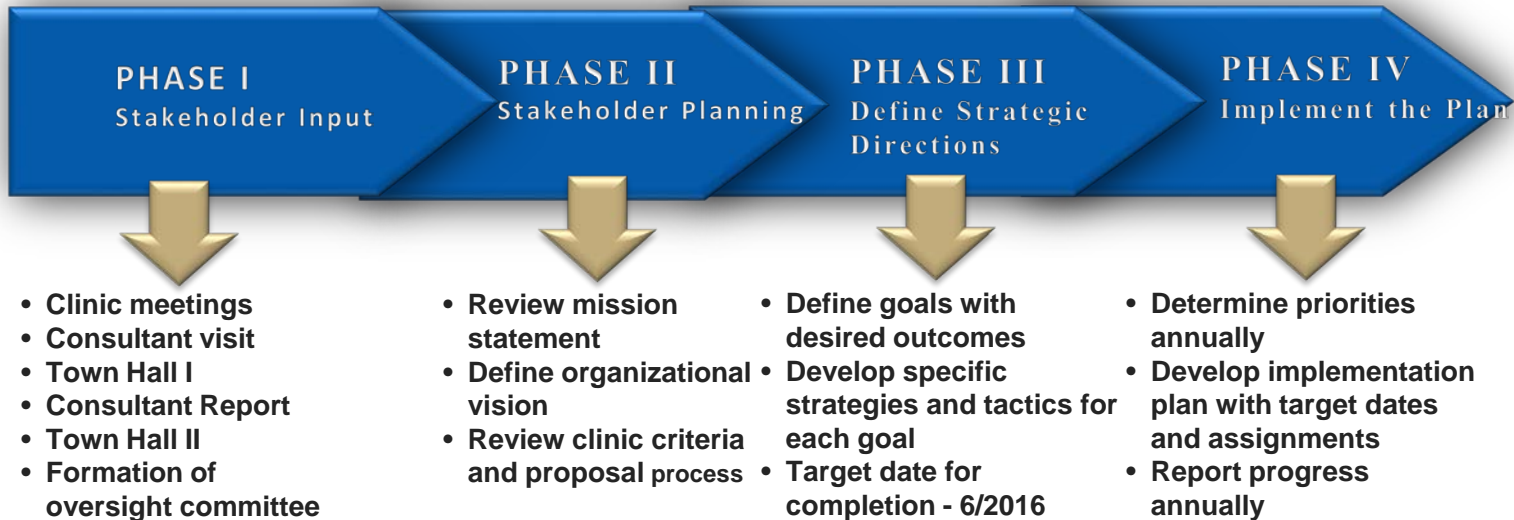 PHASE I
Stakeholder Input
PHASE II
Stakeholder Planning
PHASE III
Define Strategic
Directions
PHASE IV
Implement the Plan
• Clinic meetings
• Consultant visit
• Town Hall I
• Consultant Report
• Town Hall II
• Formation of
oversight committee
• Review mission
statement
• Define organizational
vision
• Review clinic criteria
and proposal process
• Define goals with
desired outcomes
• Develop specific
strategies and tactics for
each goal
• Target date for
completion - 6/2016
• Determine priorities
annually
• Develop implementation
plan with target dates
and assignments
• Report progress
annually